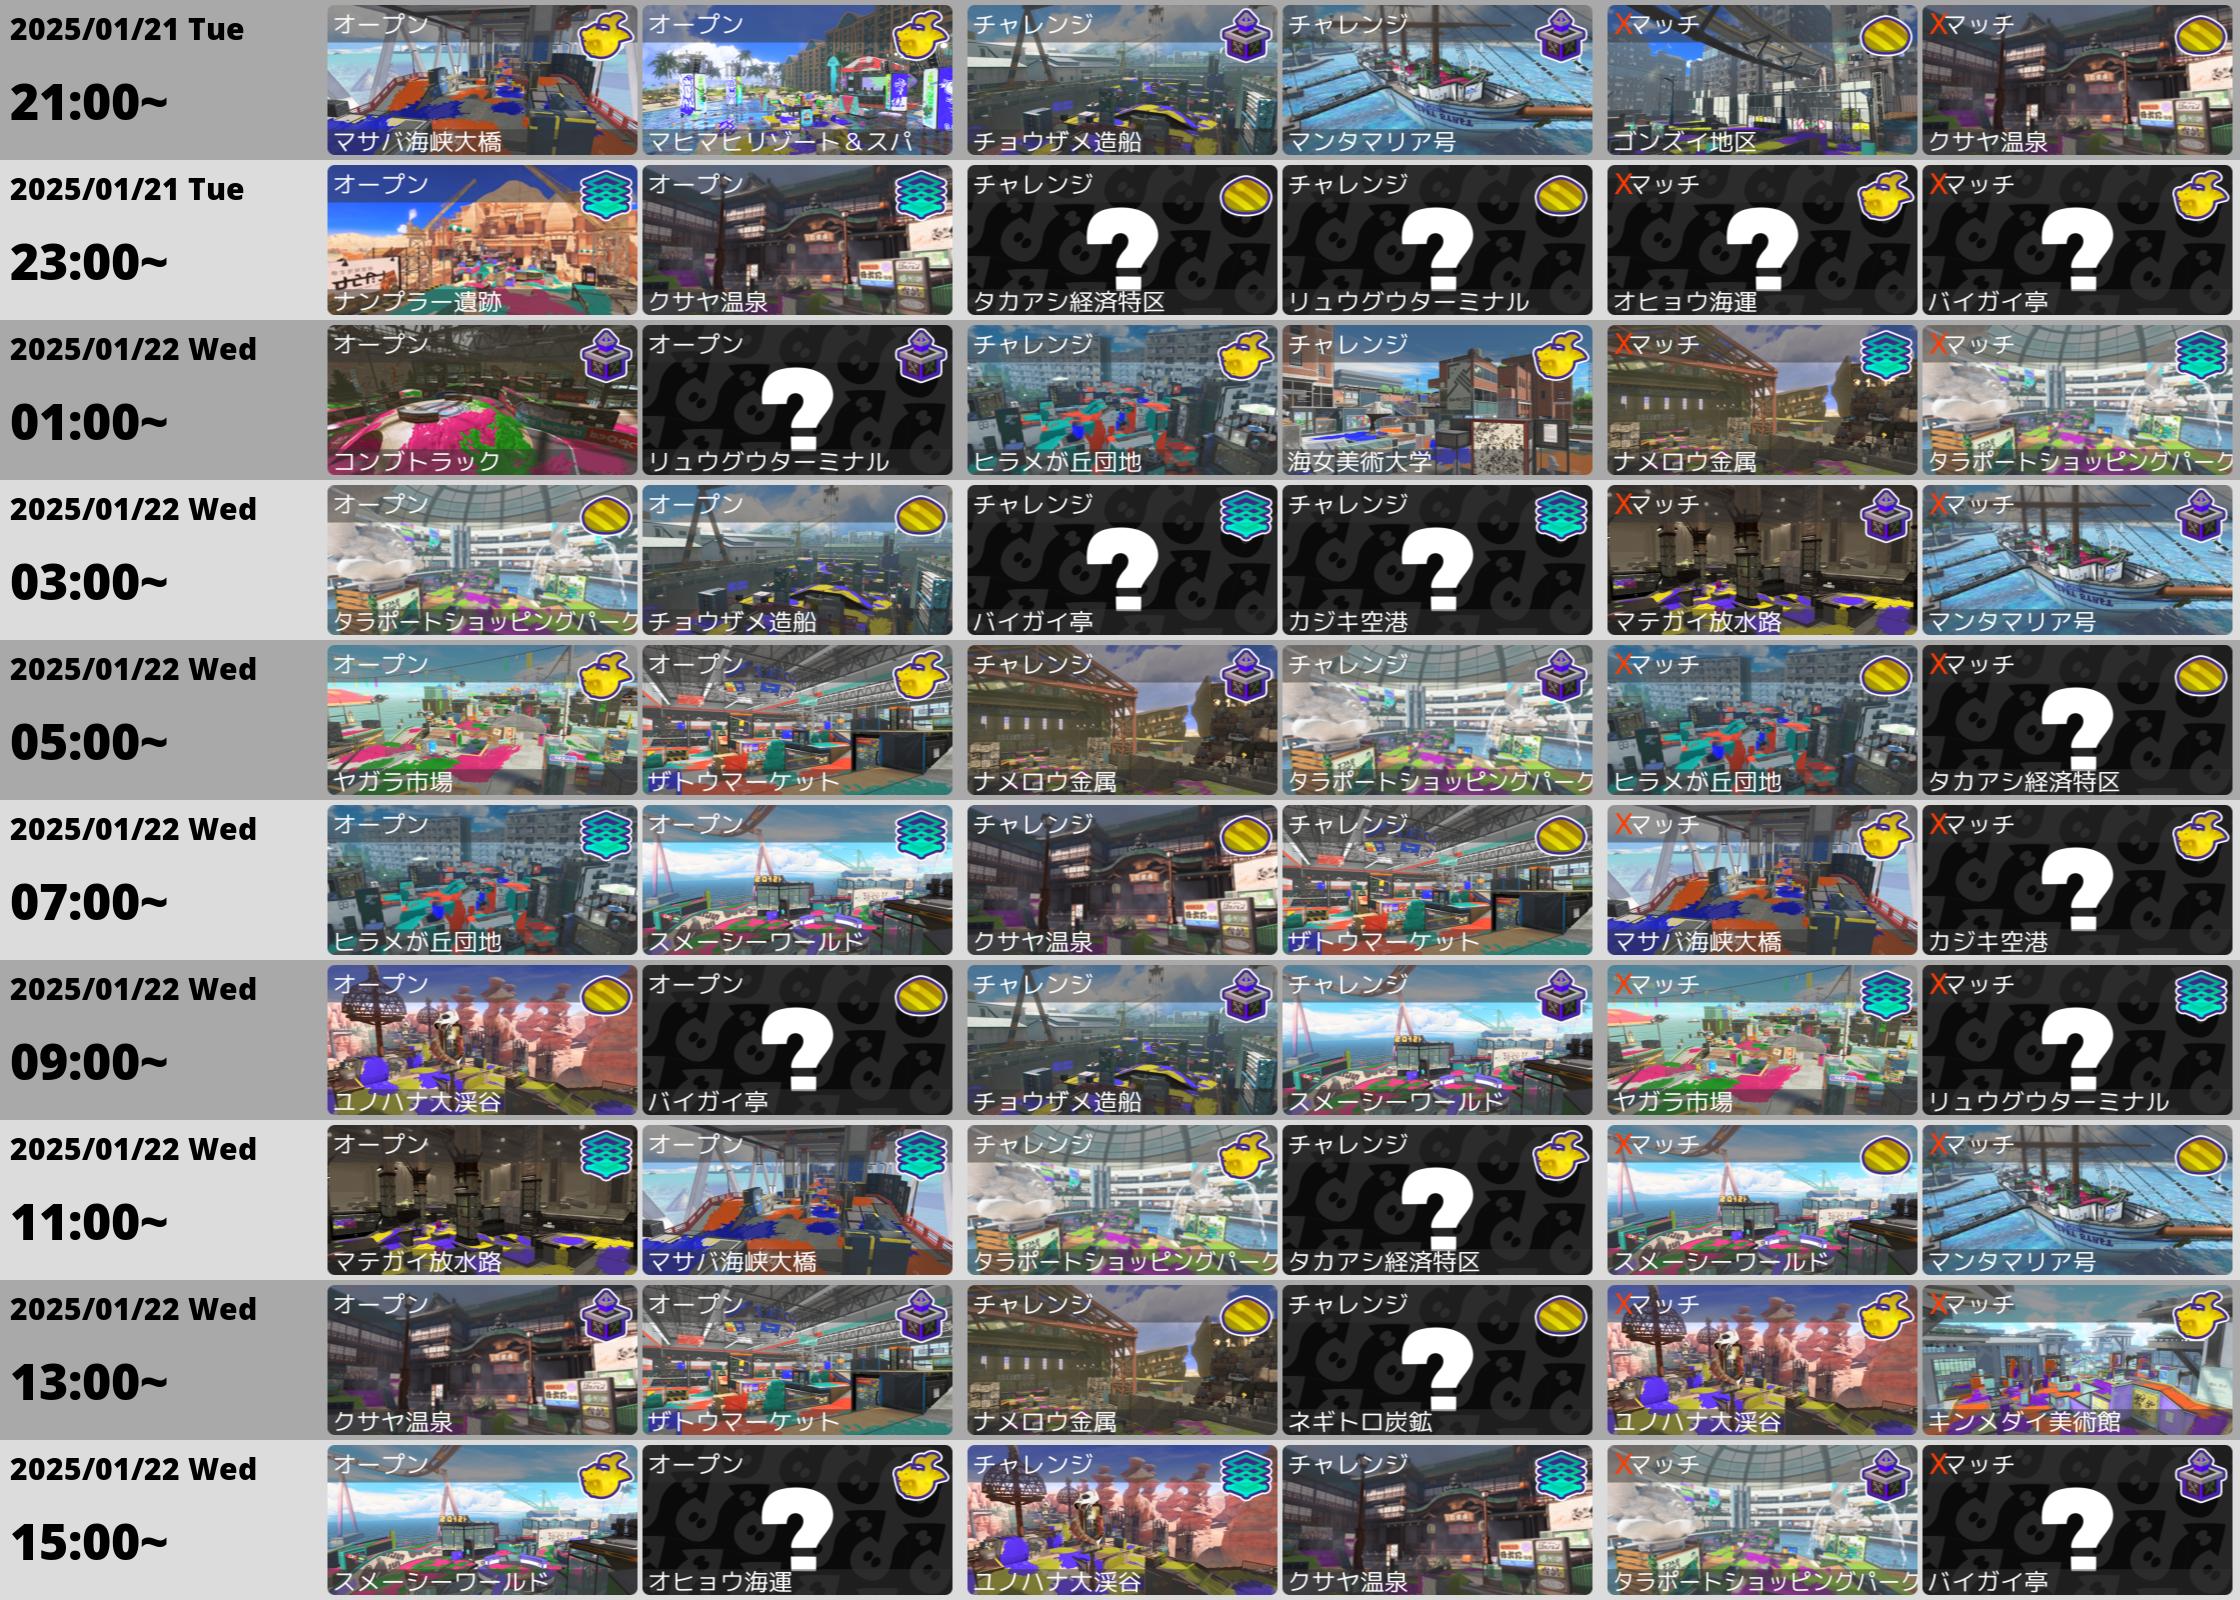 2025/01/21 Tue
21:00~
オープン
マサバ海峡大橋
オープン
マヒマヒリゾート＆スパ
チャレンジ
チョウザメ造船
チャレンジ
マンタマリア号
Xマッチ
ゴンズイ地区
Xマッチ
クサヤ温泉
2025/01/21 Tue
23:00~
オープン
ナンプラー遺跡
オープン
クサヤ温泉
チャレンジ
?
タカアシ経済特区
チャレンジ
?
リュウグウターミナル
Xマッチ
?
オヒョウ海運
Xマッチ
?
バイガイ亭
2025/01/22 Wed
01:00~
オープン
コンブトラック
オープン
?
リュウグウターミナル
チャレンジ
ヒラメが丘団地
チャレンジ
海女美術大学
Xマッチ
ナメロウ金属
Xマッチ
タラポートショッピングパーク
2025/01/22 Wed
03:00~
オープン
タラポートショッピングパーク
オープン
チョウザメ造船
チャレンジ
?
バイガイ亭
チャレンジ
?
カジキ空港
Xマッチ
マテガイ放水路
Xマッチ
マンタマリア号
2025/01/22 Wed
05:00~
オープン
ヤガラ市場
オープン
ザトウマーケット
チャレンジ
ナメロウ金属
チャレンジ
タラポートショッピングパーク
Xマッチ
ヒラメが丘団地
Xマッチ
?
タカアシ経済特区
2025/01/22 Wed
07:00~
オープン
ヒラメが丘団地
オープン
スメーシーワールド
チャレンジ
クサヤ温泉
チャレンジ
ザトウマーケット
Xマッチ
マサバ海峡大橋
Xマッチ
?
カジキ空港
2025/01/22 Wed
09:00~
オープン
ユノハナ大渓谷
オープン
?
バイガイ亭
チャレンジ
チョウザメ造船
チャレンジ
スメーシーワールド
Xマッチ
ヤガラ市場
Xマッチ
?
リュウグウターミナル
2025/01/22 Wed
11:00~
オープン
マテガイ放水路
オープン
マサバ海峡大橋
チャレンジ
タラポートショッピングパーク
チャレンジ
?
タカアシ経済特区
Xマッチ
スメーシーワールド
Xマッチ
マンタマリア号
2025/01/22 Wed
13:00~
オープン
クサヤ温泉
オープン
ザトウマーケット
チャレンジ
ナメロウ金属
チャレンジ
?
ネギトロ炭鉱
Xマッチ
ユノハナ大渓谷
Xマッチ
キンメダイ美術館
2025/01/22 Wed
15:00~
オープン
スメーシーワールド
オープン
?
オヒョウ海運
チャレンジ
ユノハナ大渓谷
チャレンジ
クサヤ温泉
Xマッチ
タラポートショッピングパーク
Xマッチ
?
バイガイ亭